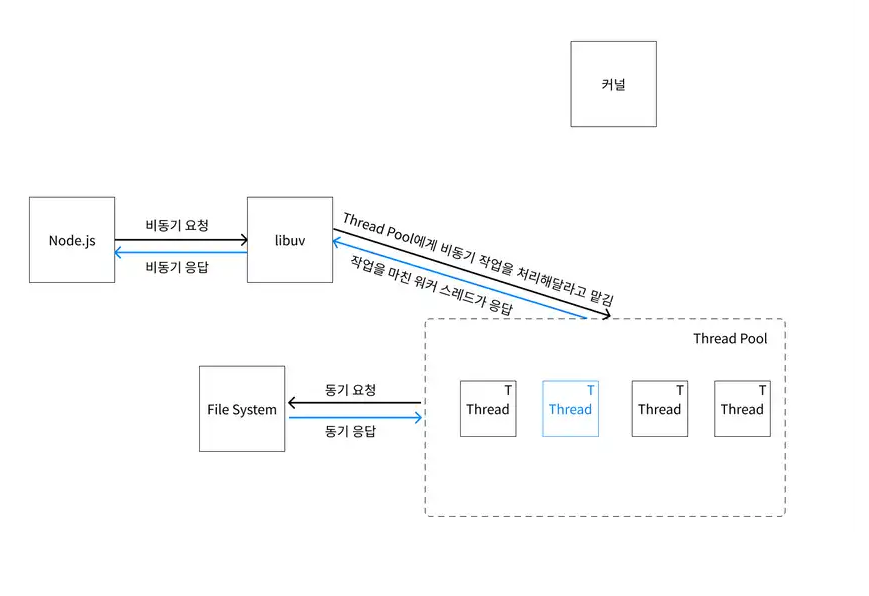 커널
비동기 요청
Node.js
libuv
비동기 응답
Thread Pool에게 비동기 작업을 처리해달라고 맡김
작업을 마친 워커 스레드가 응답
Thread Pool
File System
동기 요청
동기 응답
T
Thread
T
Thread
T
Thread
T
Thread